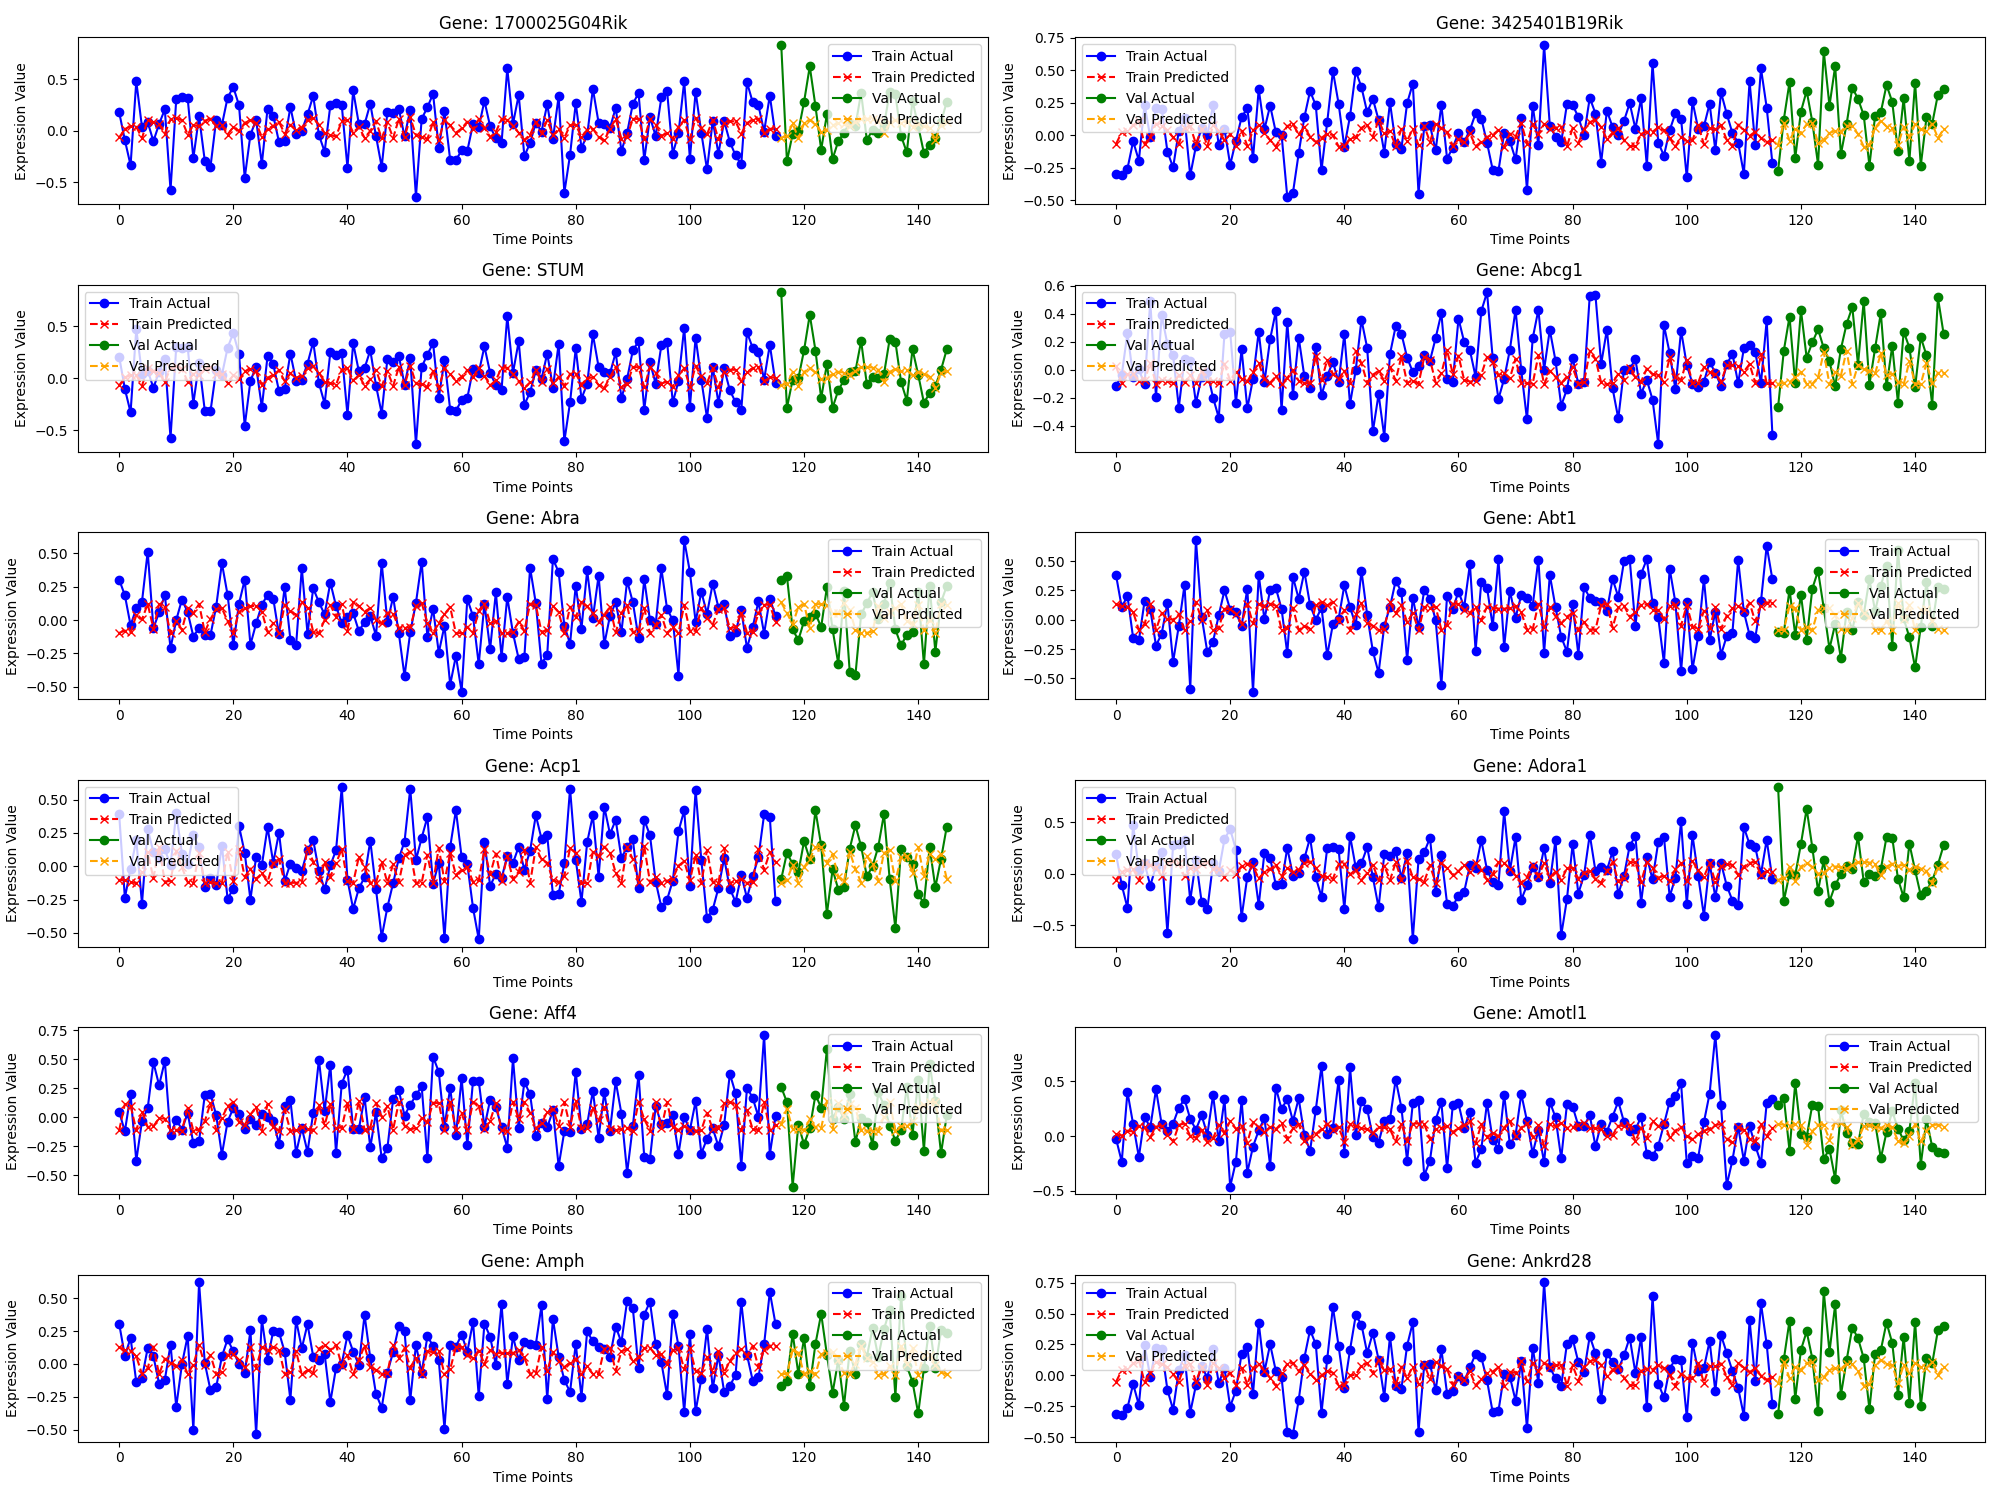 Gene: 1700025G04Rik
Expression Value
0.5
0.0
−0.5
Train Actual
Train Predicted
Val Actual
Val Predicted
0 20 40 60 80 100 120 140
Time Points
Gene: 3425401B19Rik
Expression Value
0.75
0.50
0.25
0.00
−0.25
−0.50
Train Actual
Train Predicted
Val Actual
Val Predicted
0 20 40 60 80 100 120 140
Time Points
Gene: STUM
Expression Value
0.5
0.0
−0.5
Train Actual
Train Predicted
Val Actual
Val Predicted
0 20 40 60 80 100 120 140
Time Points
Gene: Abcg1
Expression Value
0.6
0.4
0.2
0.0
−0.2
−0.4
Train Actual
Train Predicted
Val Actual
Val Predicted
0 20 40 60 80 100 120 140
Time Points
Gene: Abra
Expression Value
0.50
0.25
0.00
−0.25
−0.50
Train Actual
Train Predicted
Val Actual
Val Predicted
0 20 40 60 80 100 120 140
Time Points
Gene: Abt1
Expression Value
0.50
0.25
0.00
−0.25
−0.50
Train Actual
Train Predicted
Val Actual
Val Predicted
0 20 40 60 80 100 120 140
Time Points
Gene: Acp1
Expression Value
0.50
0.25
0.00
−0.25
−0.50
Train Actual
Train Predicted
Val Actual
Val Predicted
0 20 40 60 80 100 120 140
Time Points
Gene: Adora1
Expression Value
0.5
0.0
−0.5
Train Actual
Train Predicted
Val Actual
Val Predicted
0 20 40 60 80 100 120 140
Time Points
Gene: Aff4
Expression Value
0.75
0.50
0.25
0.00
−0.25
−0.50
Train Actual
Train Predicted
Val Actual
Val Predicted
0 20 40 60 80 100 120 140
Time Points
Gene: Amotl1
Expression Value
0.5
0.0
−0.5
Train Actual
Train Predicted
Val Actual
Val Predicted
0 20 40 60 80 100 120 140
Time Points
Gene: Amph
Expression Value
0.50
0.25
0.00
−0.25
−0.50
Train Actual
Train Predicted
Val Actual
Val Predicted
0 20 40 60 80 100 120 140
Time Points
Gene: Ankrd28
Expression Value
0.75
0.50
0.25
0.00
−0.25
−0.50
Train Actual
Train Predicted
Val Actual
Val Predicted
0 20 40 60 80 100 120 140
Time Points